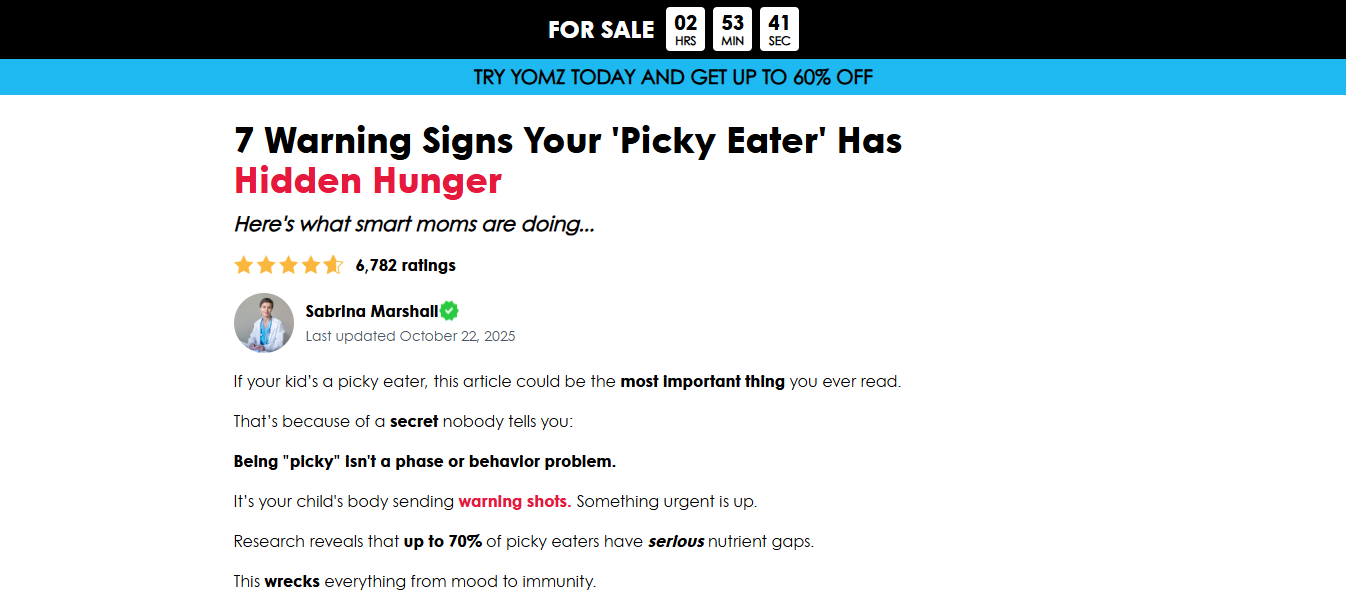 FOR SALE 02 HRS 53 MIN 41 SEC
TRY YOMZ TODAY AND GET UP TO 60% OFF
7 Warning Signs Your 'Picky Eater' Has
Hidden Hunger
Here's what smart moms are doing...
6,782 ratings
Sabrina Marshall
Last updated October 22, 2025
If your kid's a picky eater, this article could be the most important thing you ever read.
That's because of a secret nobody tells you:
Being "picky" isn't a phase or behavior problem.
It's your child's body sending warning shots. Something urgent is up.
Research reveals that up to 70% of picky eaters have serious nutrient gaps.
This wrecks everything from mood to immunity.